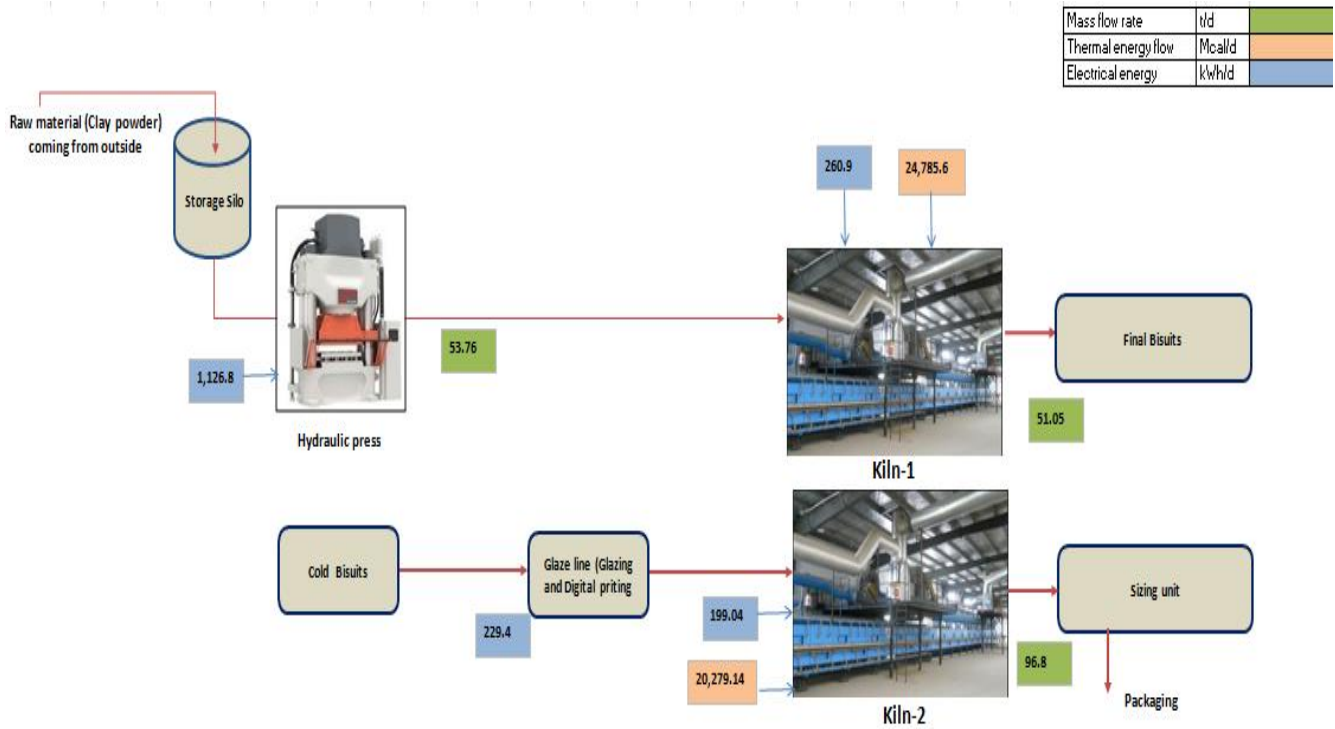 Mass flow rate t/d
Thermal energy flow Mcal/d
Electrical energy kWh/d
Raw material (Clay powder)
coming from outside
Storage Silo
260.9
24,785.6
53.76
1,126.8
Final Bisuits
51.05
Hydraulic press
Kiln-1
Cold Bisuits
Glaze line (Glazing
and Digital priting
229.4
199.04
20,279.14
Sizing unit
96.8
Packaging
Kiln-2